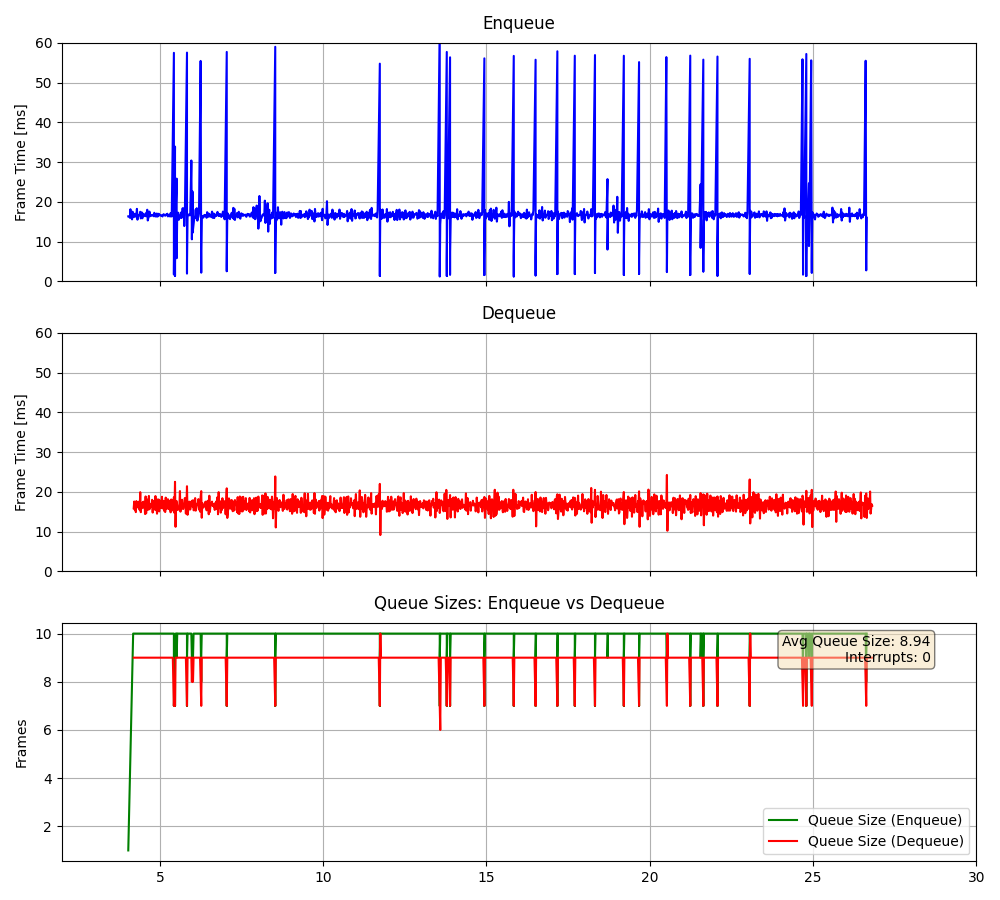 Enqueue
60
50
40
30
20
10
0
Frame Time [ms]
Dequeue
60
50
40
30
20
10
0
Frame Time [ms]
Queue Sizes: Enqueue vs Dequeue
10
8
6
4
2
Frames
Avg Queue Size: 8.94
Interrupts: 0
Queue Size (Enqueue)
Queue Size (Dequeue)
5 10 15 20 25 30